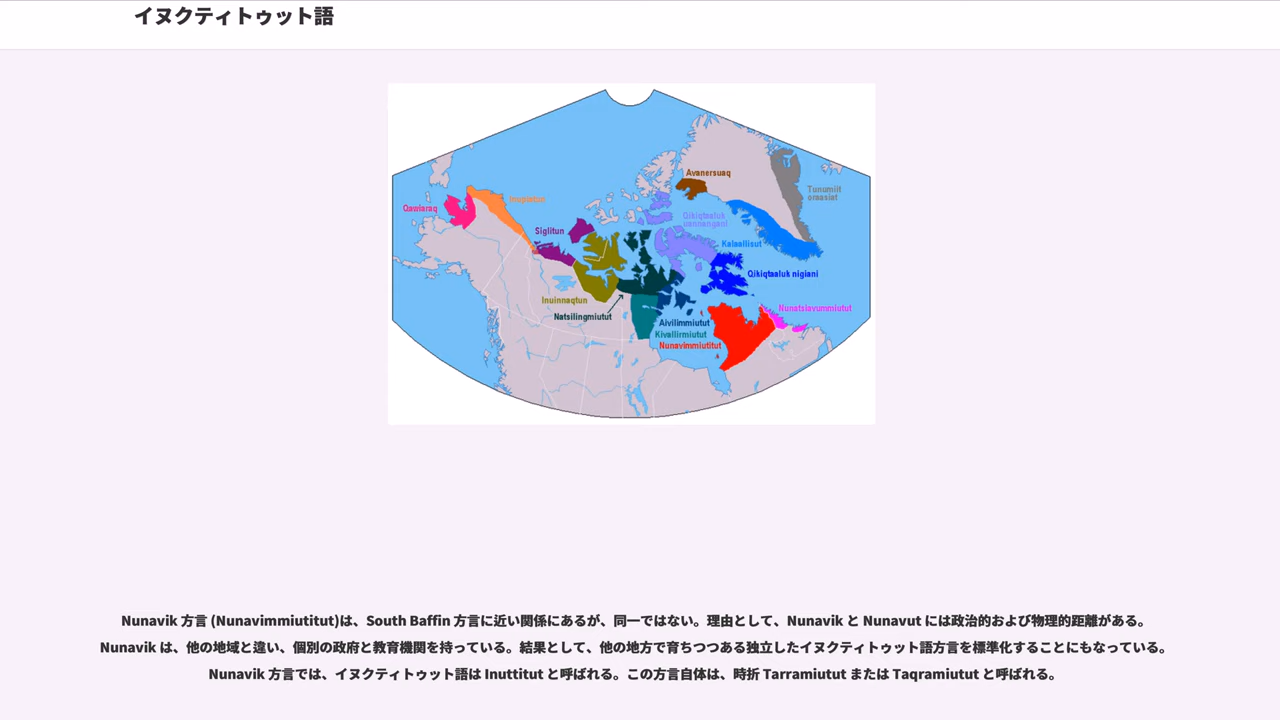 イヌクティトゥット語
Avanersuaq
Tunumiit
oraasiat
Qawiaraq
Qikiqtaaluk
uannangani
Siglitun
Kalaallisut
Qikiqtaaluk nigiani
Inuinnaqtun
Nunatsiavummiutut
Natsilingmiutut
Aivilimmiutut
Kivallirmiutut
Nunavimmiutitut
Nunavik 方言 (Nunavimmiutitut)は、South Baffin 方言に近い関係にあるが、同一ではない。理由として、Nunavik と Nunavut には政治的および物理的距離がある。
Nunavik は、他の地域と違い、個別の政府と教育機関を持っている。結果として、他の地方で育ちつつある独立したイヌクティトゥット語方言を標準化することにもなっている。
Nunavik 方言では、イヌクティトゥット語は Inuttitut と呼ばれる。この方言自体は、時折 Tarramiutut または Taqramiutut と呼ばれる。